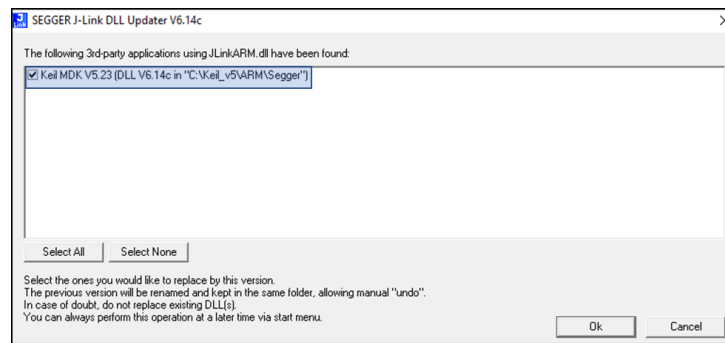 SEGGER J-Link DLL Updater V6.14c
The following 3rd-party applications using JLinkARM.dll have been found:
Keil MDK V5.23 (DLL V6.14c in "C:\Keil_v5\ARM\Segger")
Select All Select None
Select the ones you would like to replace by this version.
The previous version will be renamed and kept in the same folder, allowing manual "undo".
In case of doubt, do not replace existing DLL(s).
You can always perform this operation at a later time via start menu.
Ok Cancel